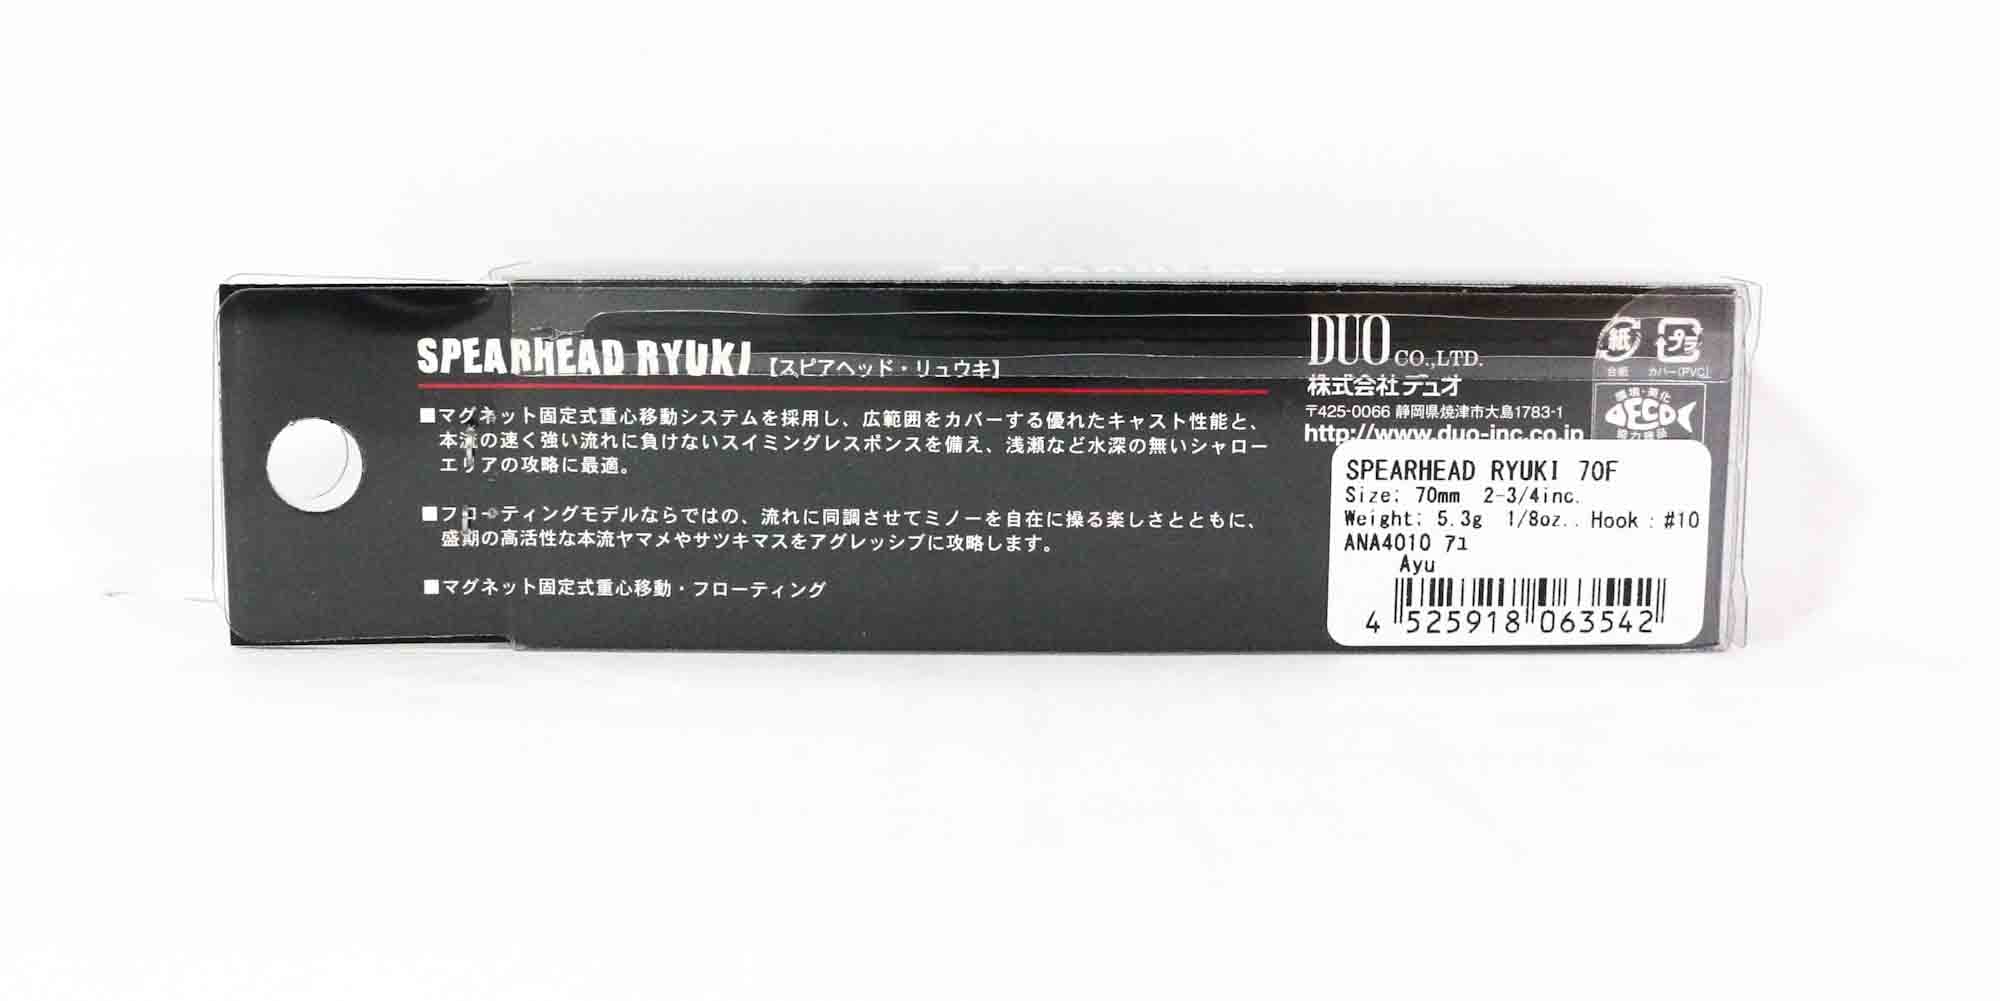 SPEARHEAD RYUKI 【スピアヘッド・リュウキ】
■マグネット固定式重心移動システムを採用し、広範囲をカバーする優れたキャスト性能と、
本流の速く強い流れに負けないスイミングレスポンスを備え、浅瀬など水深の無いシャロー
エリアの攻略に最適。
■フローティングモデルならではの、流れに同調させてミノーを自在に操る楽しさとともに、
盛期の高活性な本流ヤマメやサツキマスをアグレッシブに攻略します。
■マグネット固定式重心移動・フローティング
DUO CO.,LTD.
株式会社デュオ
〒425-0066 静岡県焼津市大島1783-1
http://www.duo-inc.co.jp
紙 プラ
台紙 カバー(PVC)
環境・美化
ECO
協力商品
SPEARHEAD RYUKI 70F
Size: 70mm 2-3/4inc.
Weight: 5.3g 1/8oz.. Hook : #10
ANA4010 ｱﾕ
Ayu
4 525918 063542